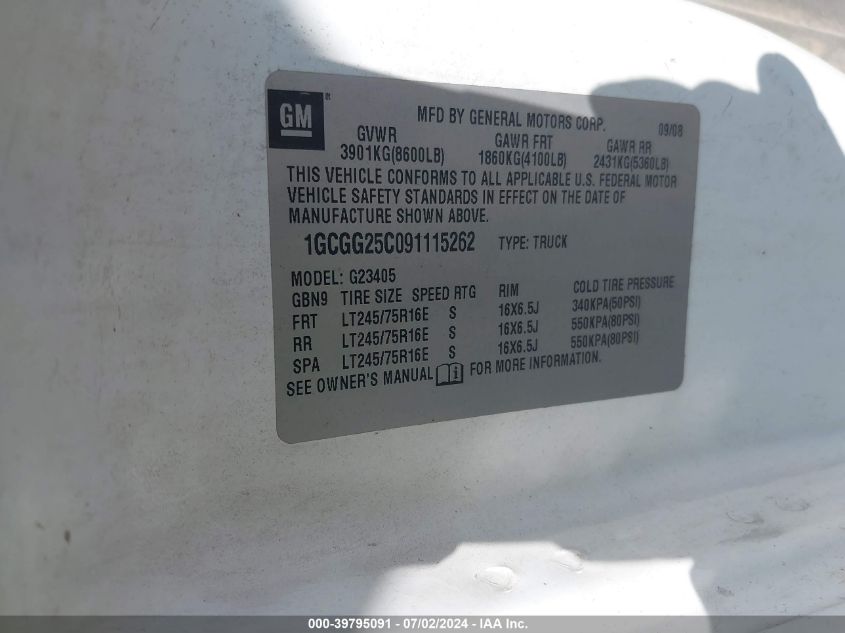 GM ®
MFD BY GENERAL MOTORS CORP. 09/08
GVWR GAWR FRT GAWR RR
3901KG(8600LB) 1860KG(4100LB) 2431KG(5360LB)
THIS VEHICLE CONFORMS TO ALL APPLICABLE U.S. FEDERAL MOTOR
VEHICLE SAFETY STANDARDS IN EFFECT ON THE DATE OF
MANUFACTURE SHOWN ABOVE.
1GCGG25C091115262 TYPE: TRUCK
MODEL: G23405
GBN9 TIRE SIZE SPEED RTG RIM COLD TIRE PRESSURE
FRT LT245/75R16E S 16X6.5J 340KPA(50PSI)
RR LT245/75R16E S 16X6.5J 550KPA(80PSI)
SPA LT245/75R16E S 16X6.5J 550KPA(80PSI)
SEE OWNER'S MANUAL FOR MORE INFORMATION.
000-39795091 - 07/02/2024 - IAA Inc.